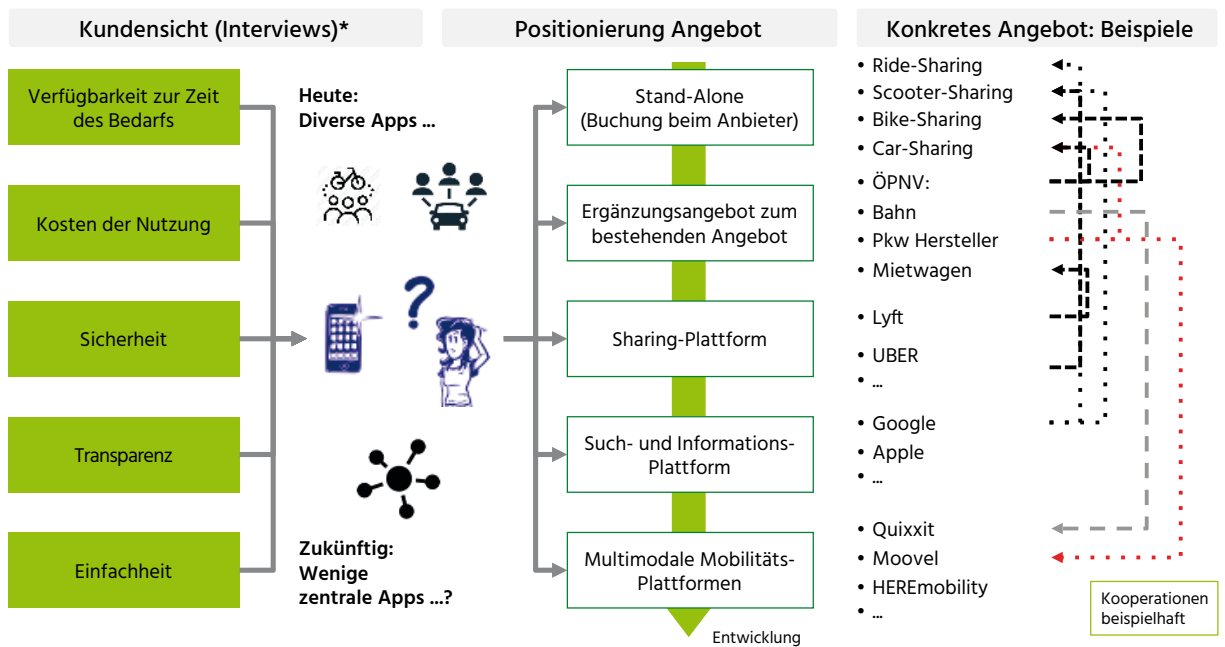 Kundensicht (Interviews)*
Verfügbarkeit zur Zeit
des Bedarfs
Kosten der Nutzung
Sicherheit
Transparenz
Einfachheit
Heute:
Diverse Apps ...
?
Zukünftig:
Wenige
zentrale Apps ...?
Positionierung Angebot
Stand-Alone
(Buchung beim Anbieter)
Ergänzungsangebot zum
bestehenden Angebot
Sharing-Plattform
Such- und Informations-
Plattform
Multimodale Mobilitäts-
Plattformen
Entwicklung
Konkretes Angebot: Beispiele
• Ride-Sharing
• Scooter-Sharing
• Bike-Sharing
• Car-Sharing
• ÖPNV:
• Bahn
• Pkw Hersteller
• Mietwagen
• Lyft
• UBER
• ...
• Google
• Apple
• ...
• Quixxit
• Moovel
• HEREmobility
• ...
Kooperationen
beispielhaft